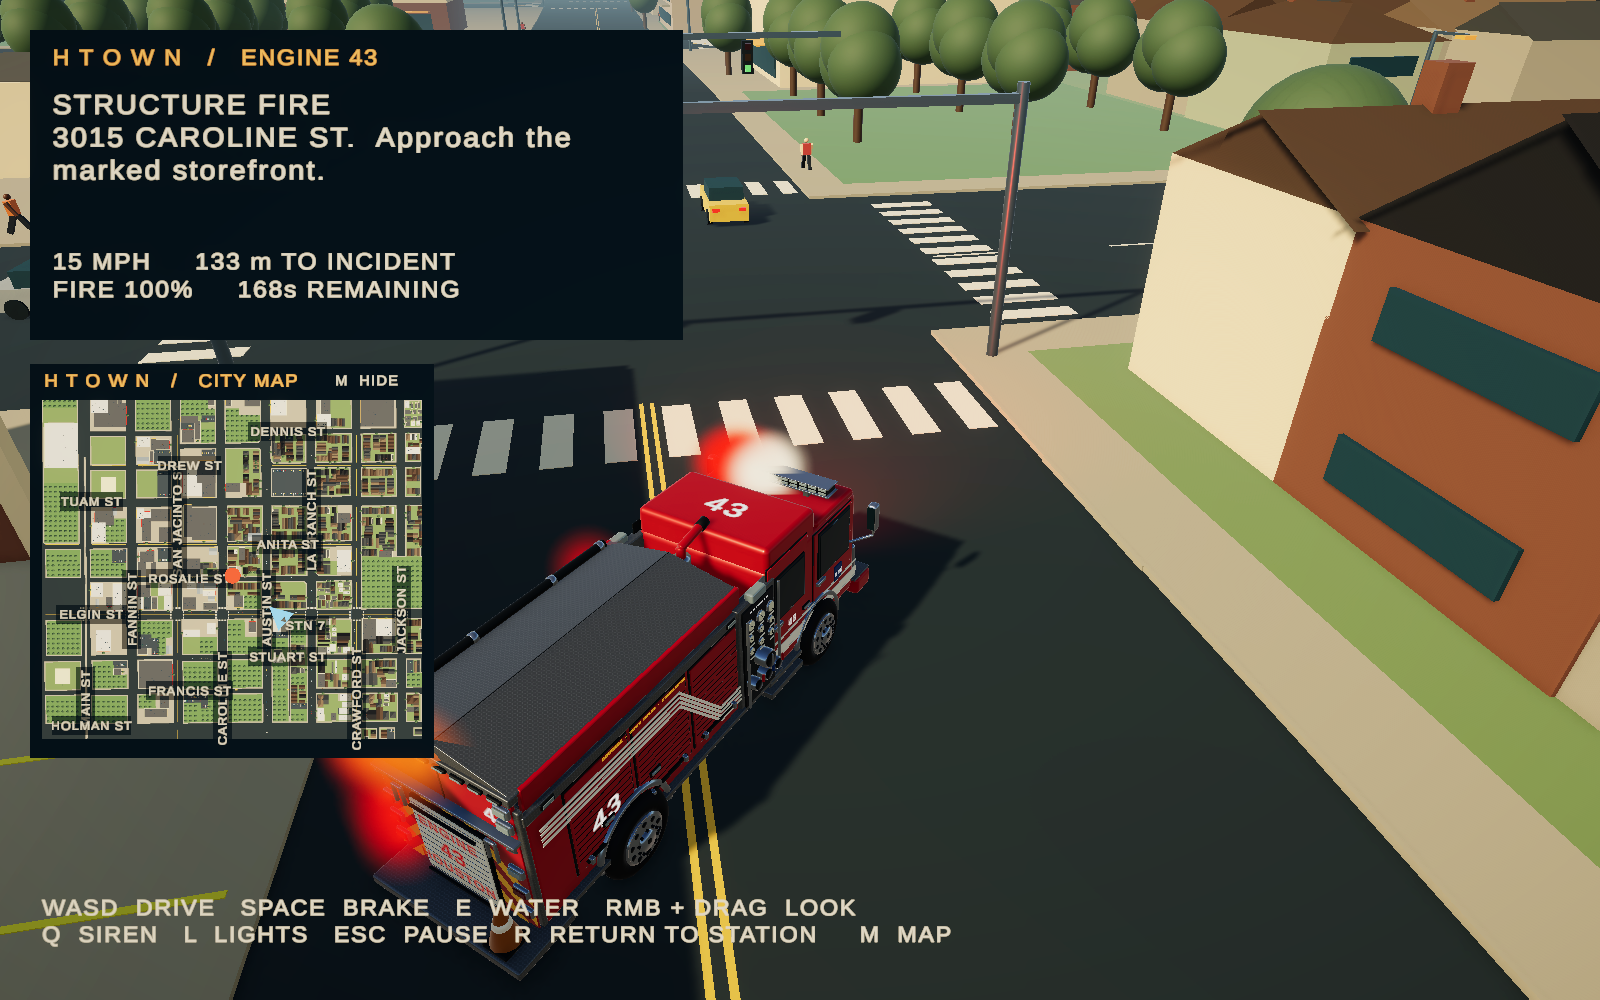 HTOWN / ENGINE 43
STRUCTURE FIRE
3015 CAROLINE ST. Approach the
marked storefront.
15 MPH 133 m TO INCIDENT
FIRE 100% 168s REMAINING
HTOWN / CITY MAP M HIDE
DENNIS ST
DREW ST
TUAM ST
ANITA ST
ROSALIE ST
ELGIN ST
FANNIN ST
AUSTIN ST
STN 7
JACKSON ST
STUART ST
FRANCIS ST
CRAWFORD ST
HOLMAN ST
43
43
43
WASD DRIVE SPACE BRAKE E WATER RMB + DRAG LOOK
Q SIREN L LIGHTS ESC PAUSE R RETURN TO STATION M MAP